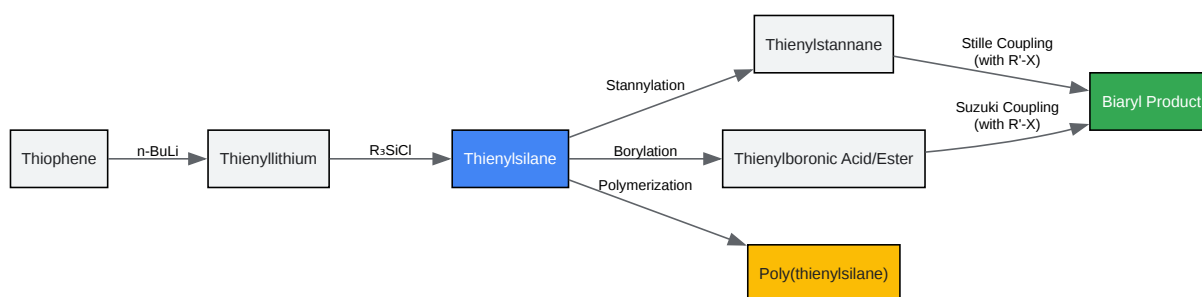 Thiophene
n-BuLi
Thienyllithium
R₃SiCl
Thienylsilane
Stannylation
Borylation
Polymerization
Thienylstannane
Thienylboronic Acid/Ester
Poly(thienylsilane)
Stille Coupling
(with R'-X)
Suzuki Coupling
(with R'-X)
Biaryl Product